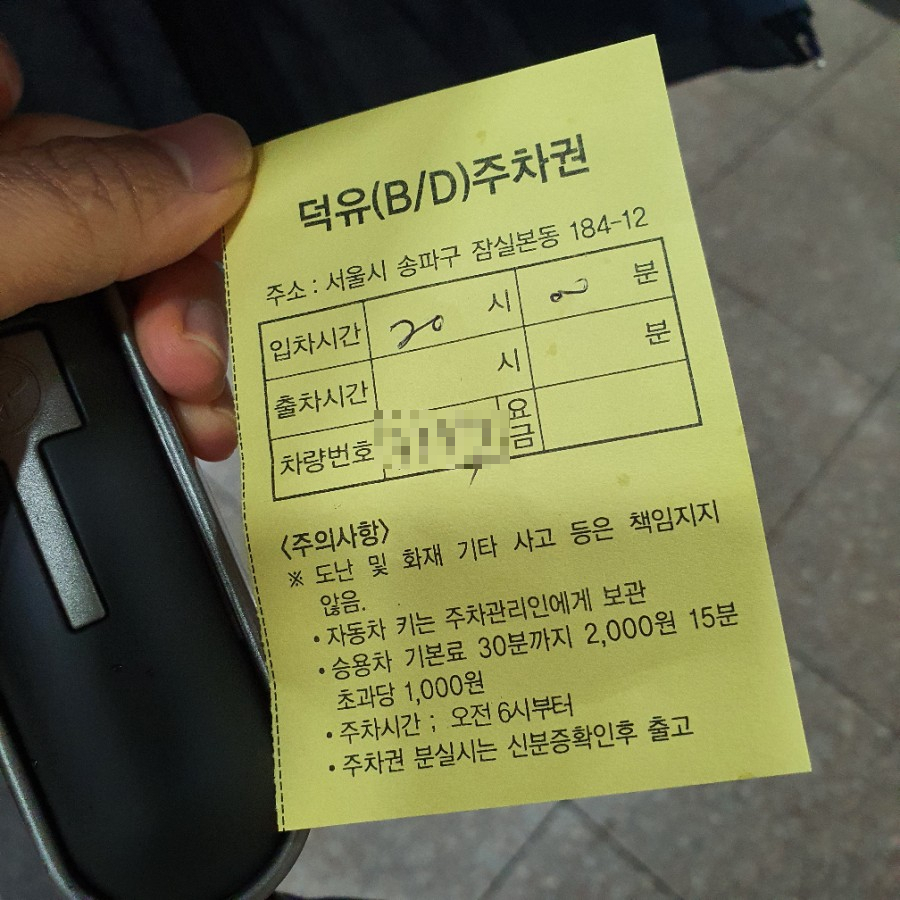 덕유(B/D)주차권
주소 : 서울시 송파구 잠실본동 184-12
입차시간 20 시 분
출차시간 시 분
차량번호 요금
<주의사항>
※ 도난 및 화재 기타 사고 등은 책임지지
않음.
• 자동차 키는 주차관리인에게 보관
• 승용차 기본료 30분까지 2,000원 15분
초과당 1,000원
• 주차시간 ; 오전 6시부터
• 주차권 분실시는 신분증확인후 출고